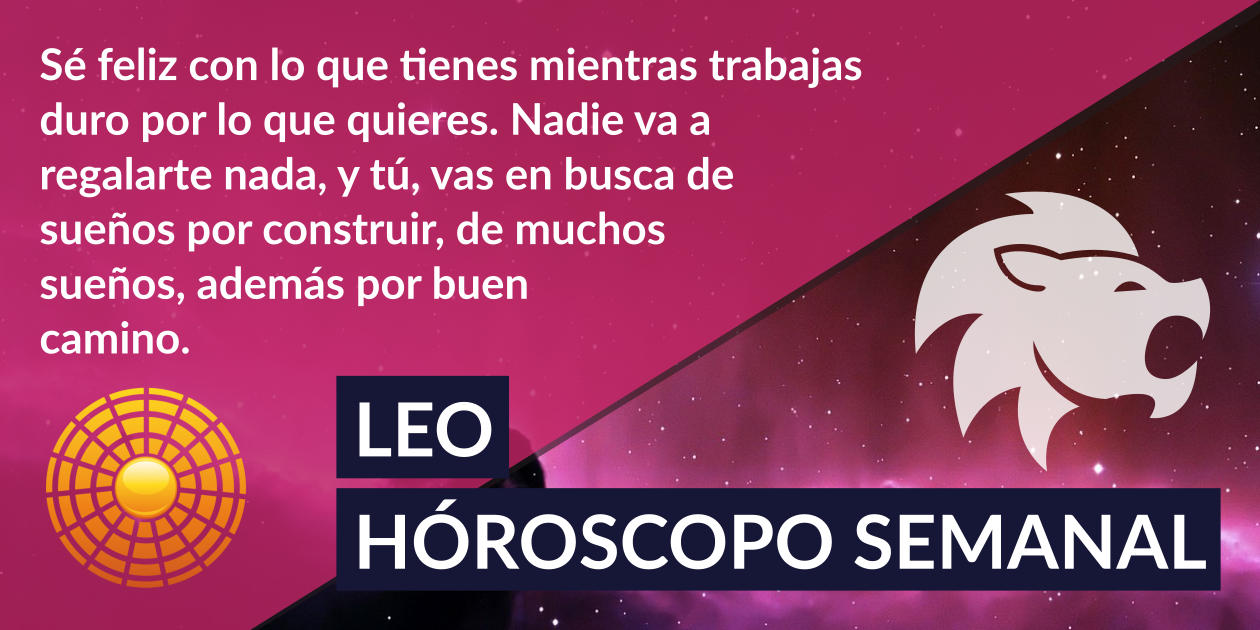 Sé feliz con lo que tienes mientras trabajas
duro por lo que quieres. Nadie va a
regalarte nada, y tú, vas en busca de
sueños por construir, de muchos
sueños, además por buen
camino.
LEO
HÓROSCOPO SEMANAL